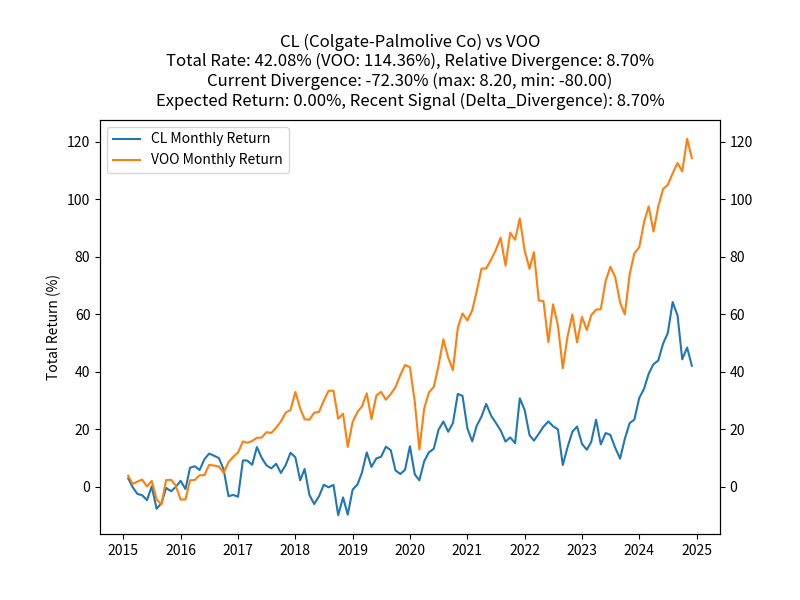 CL (Colgate-Palmolive Co) vs VOO
Total Rate: 42.08% (VOO: 114.36%), Relative Divergence: 8.70%
Current Divergence: -72.30% (max: 8.20, min: -80.00)
Expected Return: 0.00%, Recent Signal (Delta_Divergence): 8.70%
CL Monthly Return
VOO Monthly Return
Total Return (%)
120 120
100 100
80 80
60 60
40 40
20 20
0 0
2015 2016 2017 2018 2019 2020 2021 2022 2023 2024 2025